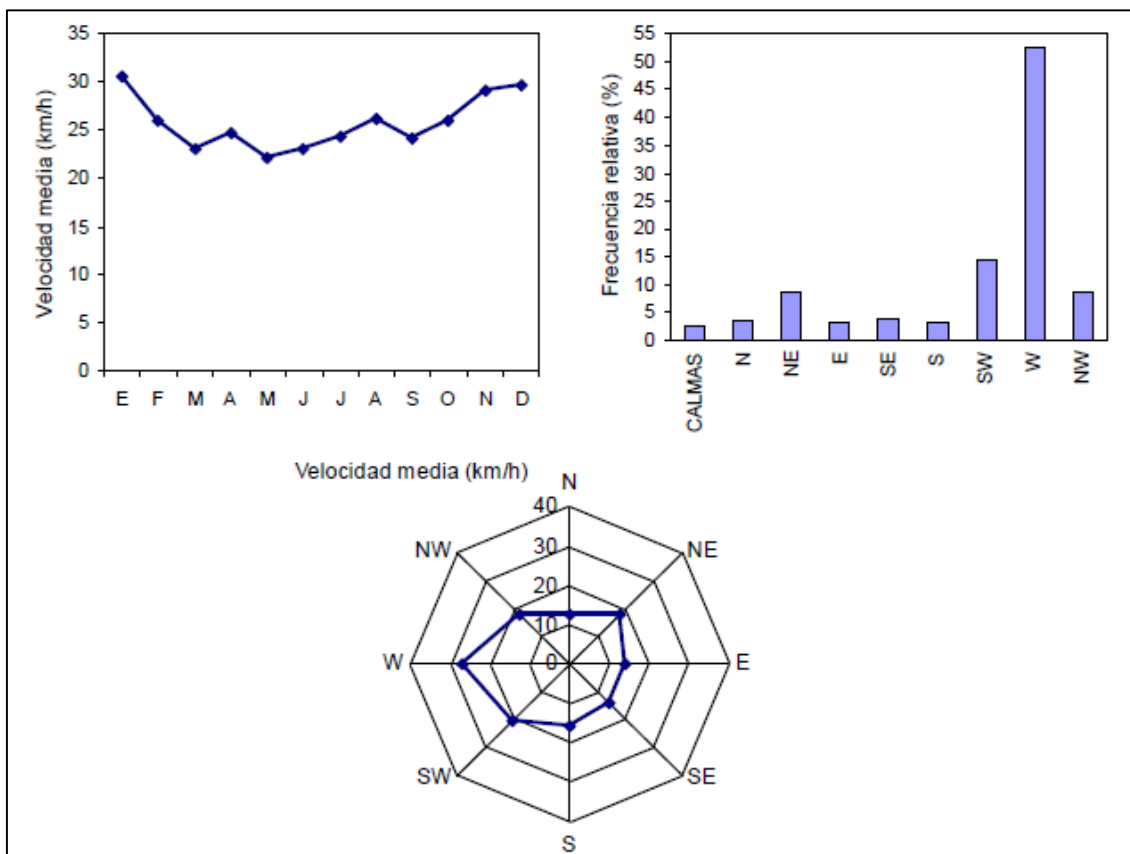 Velocidad media (km/h)
35
30
25
20
15
10
5
0
E F M A M J J A S O N D
Frecuencia relativa (%)
55
50
45
40
35
30
25
20
15
10
5
0
CALMAS
N
NE
E
SE
S
SW
W
NW
Velocidad media (km/h)
N
40
30
20
10
0
NE
E
SE
S
SW
W
NW